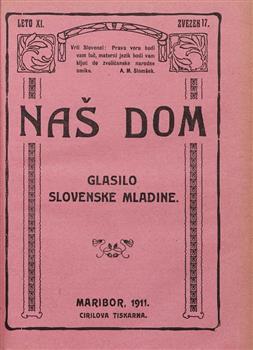 LETO XI.
ZVEZEK 17.
Vrli Slovenci: Prava vera bodi
vam luč, materni jezik bodi vam
ključ do zveličanske narodne
omike. A. M. Slomšek.
NAŠ DOM
GLASILO
SLOVENSKE MLADINE.
MARIBOR, 1911.
CIRILOVA TISKARNA.